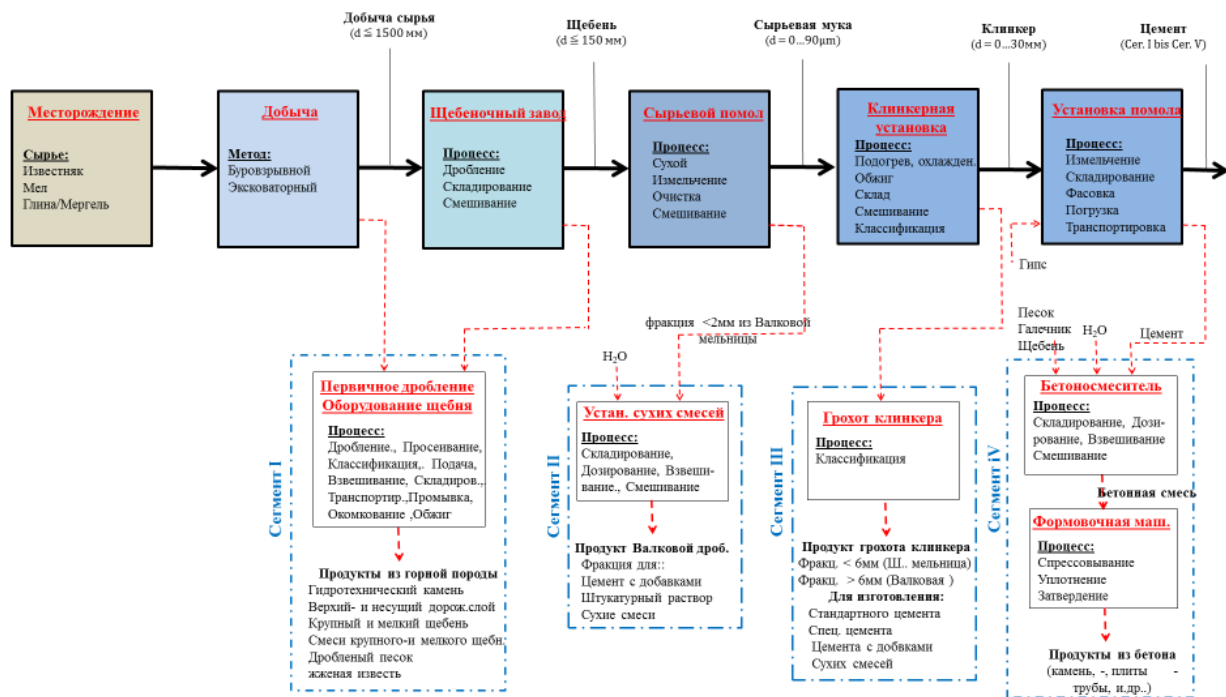 Добыча сырья
(d ≦ 1500 мм)
Щебень
(d ≦ 150 мм)
Сырьевая мука
(d = 0...90µm)
Клинкер
(d = 0...30мм)
Цемент
(Cer. I bis Cer. V)
Месторождение
Сырье:
Известняк
Мел
Глина/Мергель
Добыча
Метод:
Буровзрывной
Эксковаторный
Щебеночный завод
Процесс:
Дробление
Складирование
Смешивание
Сырьевой помол
Процесс:
Сухой
Измельчение
Очистка
Смешивание
Клинкерная
установка
Процесс:
Подогрев, охлажден.
Обжиг
Склад
Смешивание
Классификация
Установка помола
Процесс:
Измельчение
Складирование
Фасовка
Погрузка
Транспортировка
Гипс
фракция <2мм из Валковой
мельницы
H₂O
Песок
Галечник
Щебень
H₂O
Цемент
Сегмент I
Первичное дробление
Оборудование щебня
Процесс:
Дробление., Просеивание,
Классификация,. Подача,
Взвешивание, Складиров.,
Транспортир.,Промывка,
Окомкование ,Обжиг
Продукты из горной породы
Гидротехнический камень
Верхий- и несущий дорож.слой
Крупный и мелкий щебень
Смеси крупного-и мелкого щебн.
Дробленый песок
жженая известь
Сегмент II
Устан. сухих смесей
Процесс:
Складирование,
Дозирование, Взвеши-
вание., Смешивание
Продукт Валковой дроб.
Фракция для::
Цемент с добавками
Штукатурный раствор
Сухие смеси
Сегмент III
Грохот клинкера
Процесс:
Классификация
Продукт грохота клинкера
Фракц. < 6мм (Ш.. мельница)
Фракц. > 6мм (Валковая )
Для изготовления:
Стандартного цемента
Спец. цемента
Цемента с добвками
Сухих смесей
Сегмент iV
Бетоносмеситель
Процесс:
Складирование, Дози-
рование, Взвешивание
Смешивание
Бетонная смесь
Формовочная маш.
Процесс:
Спрессовывание
Уплотнение
Затвердение
Продукты из бетона
(камень, -, плиты -
трубы, и.др..)